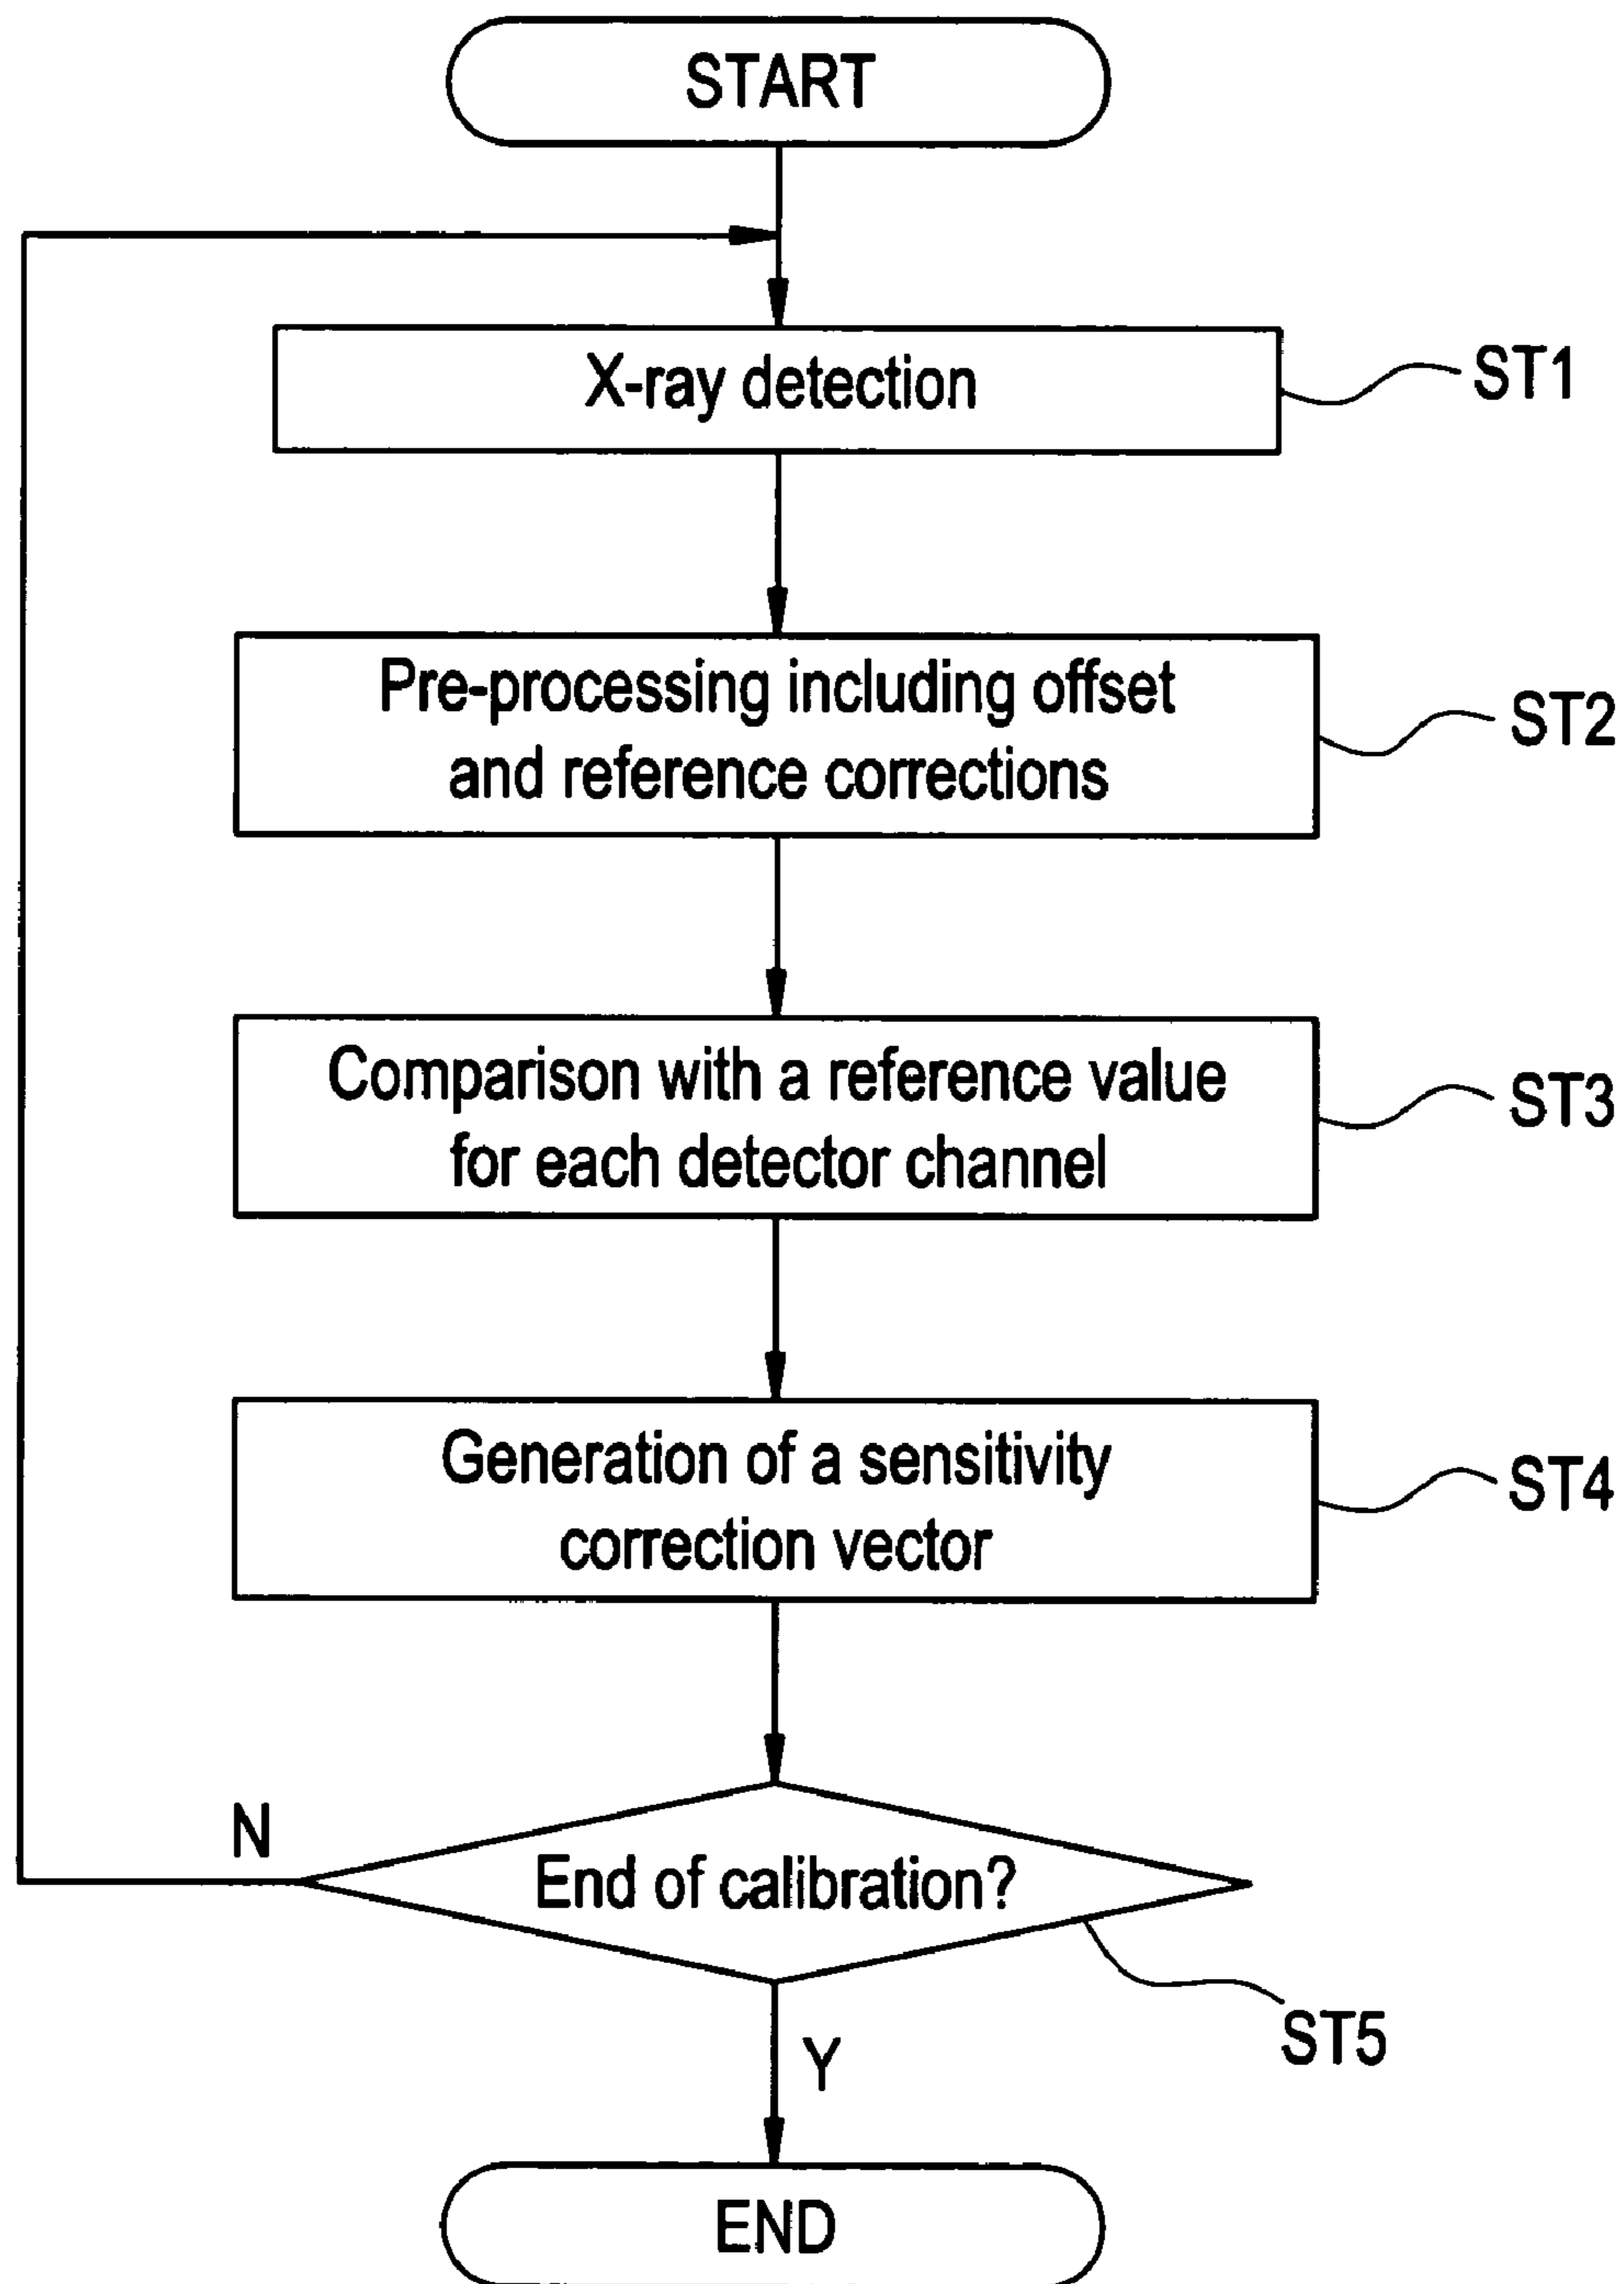 START
X-ray detection
ST1
Pre-processing including offset
and reference corrections
ST2
Comparison with a reference value
for each detector channel
ST3
Generation of a sensitivity
correction vector
ST4
N
End of calibration?
ST5
Y
END